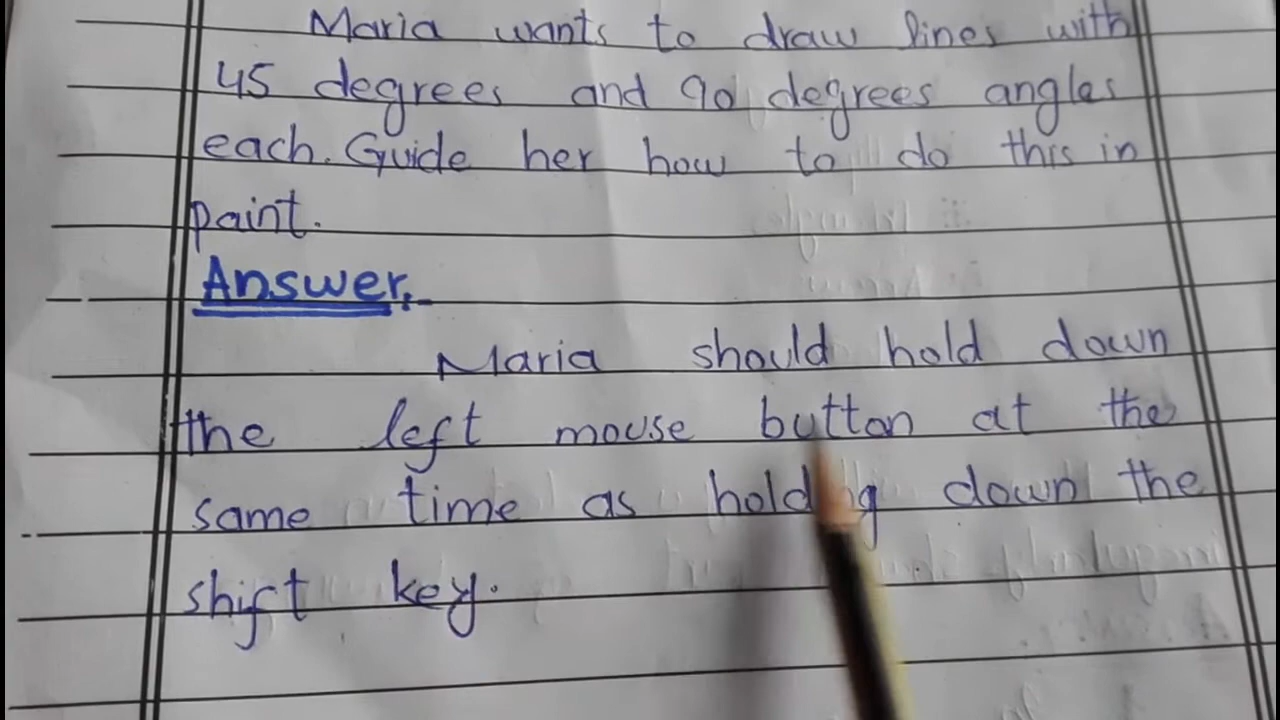 Maria wants to draw lines with
45 degrees and 90 degrees angles
each. Guide her how to do this in
paint.
Answer.
Maria should hold down
the left mouse button at the
same time as holding down the
shift key.